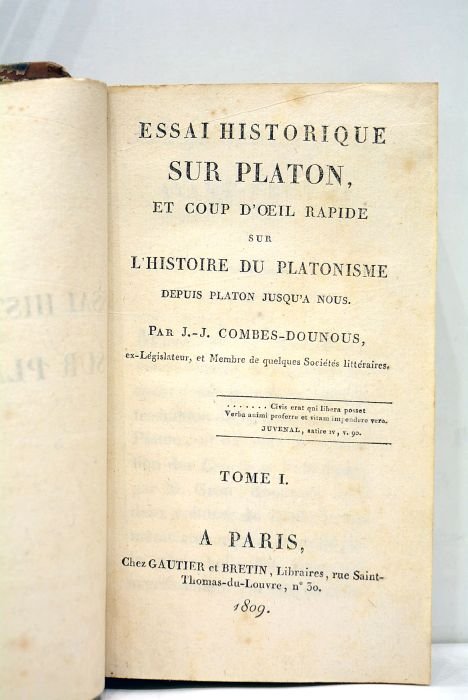 ESSAI HISTORIQUE
SUR PLATON,
ET COUP D'ŒIL RAPIDE
SUR
L'HISTOIRE DU PLATONISME
DEPUIS PLATON JUSQU'A NOUS.
PAR J.-J. COMBES-DOUNOUS,
ex-Législateur, et Membre de quelques Sociétés littéraires.
. . . . . . . Civis erat qui libera posset
Verba animi proferre et vitam impendere vero.
JUVENAL, satire IV, v. 90.
TOME I.
A PARIS,
Chez GAUTIER et BRETIN, Libraires, rue Saint-
Thomas-du-Louvre, n° 30.
1809.